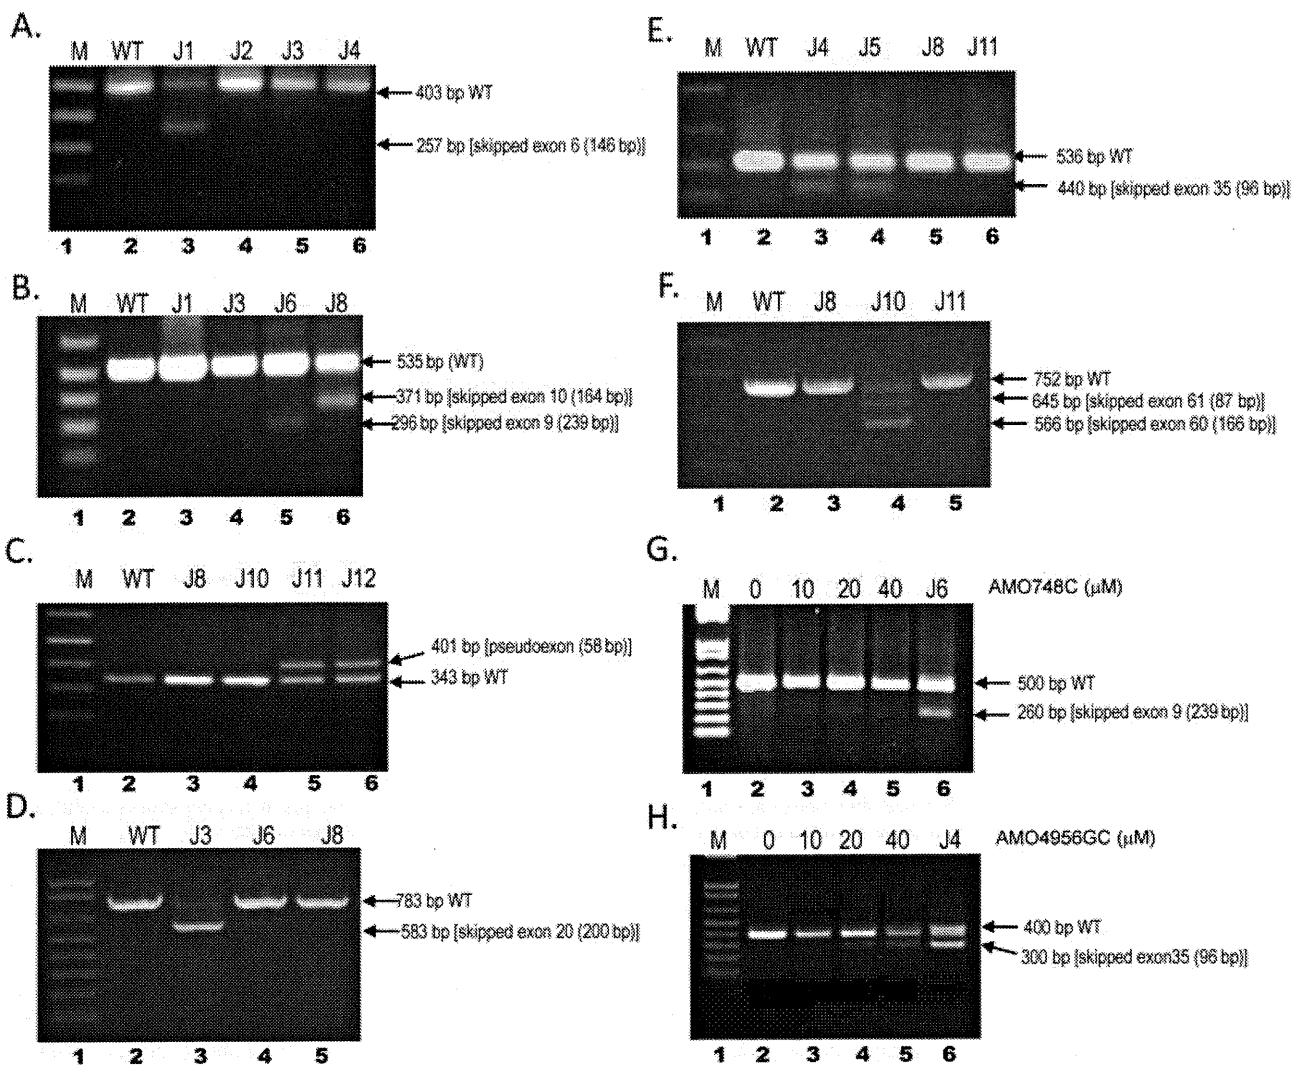 A.
M WT J1 J2 J3 J4
403 bp WT
257 bp [skipped exon 6 (146 bp)]
1 2 3 4 5 6
B.
M WT J1 J3 J6 J8
535 bp (WT)
371 bp [skipped exon 10 (164 bp)]
296 bp [skipped exon 9 (239 bp)]
1 2 3 4 5 6
C.
M WT J8 J10 J11 J12
401 bp [pseudoexon (58 bp)]
343 bp WT
1 2 3 4 5 6
D.
M WT J3 J6 J8
783 bp WT
583 bp [skipped exon 20 (200 bp)]
1 2 3 4 5
E.
M WT J4 J5 J8 J11
536 bp WT
440 bp [skipped exon 35 (96 bp)]
1 2 3 4 5 6
F.
M WT J8 J10 J11
752 bp WT
645 bp [skipped exon 61 (87 bp)]
566 bp [skipped exon 60 (166 bp)]
1 2 3 4 5
G.
M 0 10 20 40 J6 AMO748C (µM)
500 bp WT
260 bp [skipped exon 9 (239 bp)]
1 2 3 4 5 6
H.
M 0 10 20 40 J4 AMO4956GC (µM)
400 bp WT
300 bp [skipped exon35 (96 bp)]
1 2 3 4 5 6